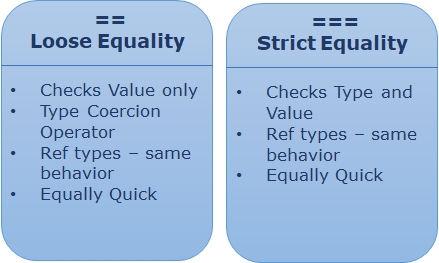 ==
Loose Equality
• Checks Value only
• Type Coercion
Operator
• Ref types – same
behavior
• Equally Quick
===
Strict Equality
• Checks Type and
Value
• Ref types – same
behavior
• Equally Quick